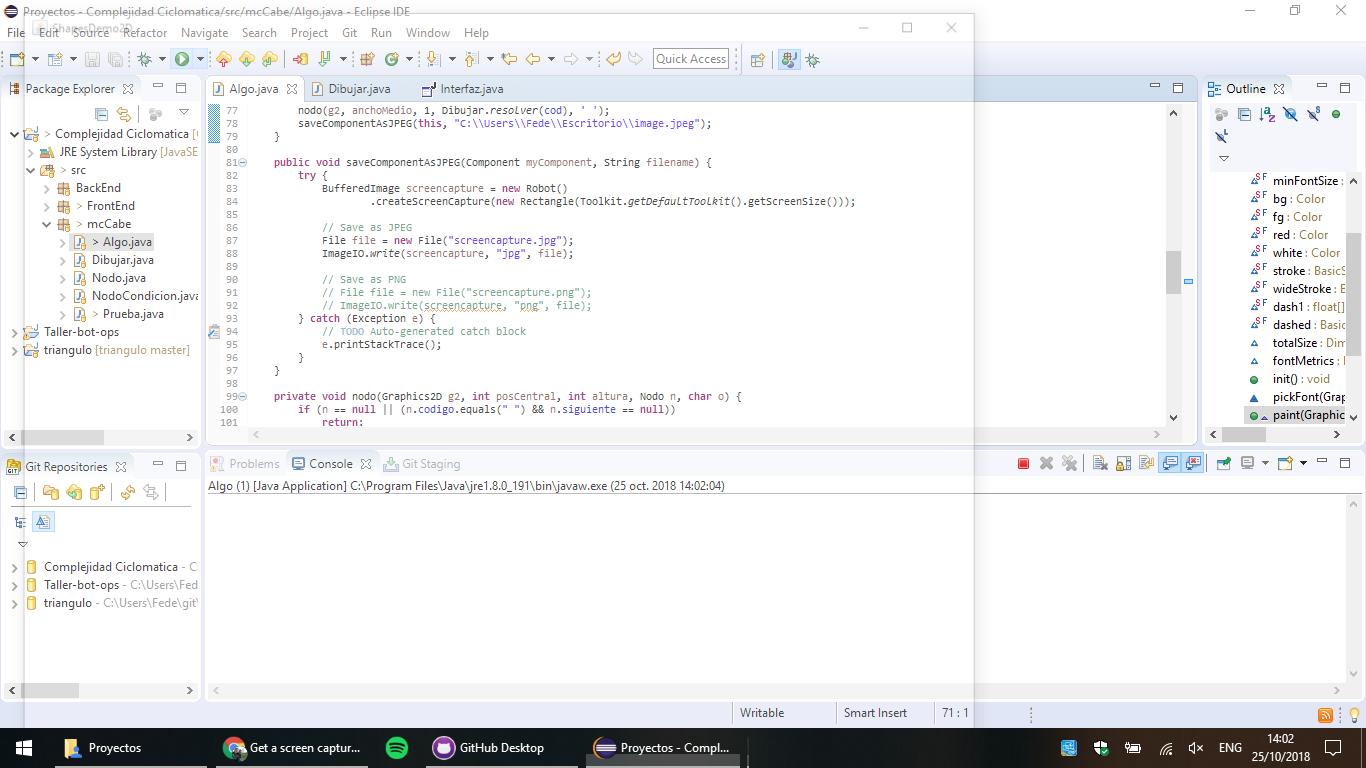 Proyectos - Complejidad Ciclomatica/src/mcCabe/Algo.java - Eclipse IDE
ShapesDemo2D
File Edit Source Refactor Navigate Search Project Git Run Window Help
Quick Access
Package Explorer
Algo.java Dibujar.java Interfaz.java
Outline
> Complejidad Ciclomatica [
JRE System Library [JavaSE
> src
BackEnd
> FrontEnd
> mcCabe
> Algo.java
Dibujar.java
Nodo.java
NodoCondicion.java
> Prueba.java
Taller-bot-ops
triangulo [triangulo master]
77 nodo(g2, anchoMedio, 1, Dibujar.resolver(cod), ' ');
78 saveComponentAsJPEG(this, "C:\\Users\\Fede\\Escritorio\\image.jpeg");
79 }
80
81 public void saveComponentAsJPEG(Component myComponent, String filename) {
82 try {
83 BufferedImage screencapture = new Robot()
84 .createScreenCapture(new Rectangle(Toolkit.getDefaultToolkit().getScreenSize()));
85
86 // Save as JPEG
87 File file = new File("screencapture.jpg");
88 ImageIO.write(screencapture, "jpg", file);
89
90 // Save as PNG
91 // File file = new File("screencapture.png");
92 // ImageIO.write(screencapture, "png", file);
93 } catch (Exception e) {
94 // TODO Auto-generated catch block
95 e.printStackTrace();
96 }
97 }
98
99 private void nodo(Graphics2D g2, int posCentral, int altura, Nodo n, char o) {
100 if (n == null || (n.codigo.equals(" ") && n.siguiente == null))
101 return;
minFontSize :
bg : Color
fg : Color
red : Color
white : Color
stroke : BasicS
wideStroke : E
dash1 : float[]
dashed : Basic
totalSize : Dim
fontMetrics :
init() : void
pickFont(Grap
paint(Graphic
Git Repositories
Complejidad Ciclomatica - C
Taller-bot-ops - C:\Users\Fed
triangulo - C:\Users\Fede\git\
Problems Console Git Staging
Algo (1) [Java Application] C:\Program Files\Java\jre1.8.0_191\bin\javaw.exe (25 oct. 2018 14:02:04)
Writable Smart Insert 71 : 1
Proyectos Get a screen captur... GitHub Desktop Proyectos - Compl... ENG 14:02
25/10/2018